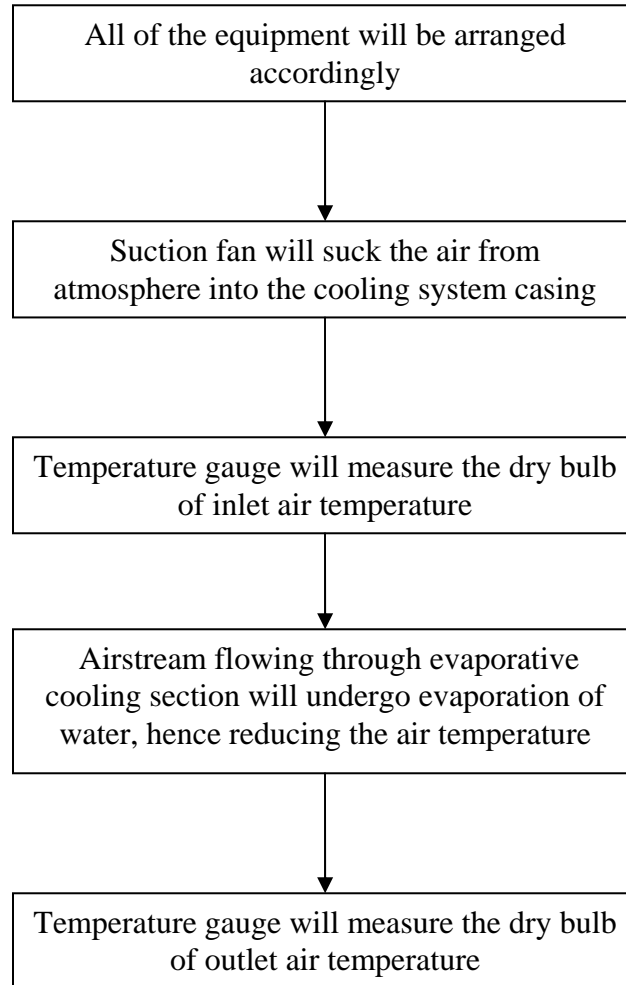 All of the equipment will be arranged
accordingly
Suction fan will suck the air from
atmosphere into the cooling system casing
Temperature gauge will measure the dry bulb
of inlet air temperature
Airstream flowing through evaporative
cooling section will undergo evaporation of
water, hence reducing the air temperature
Temperature gauge will measure the dry bulb
of outlet air temperature